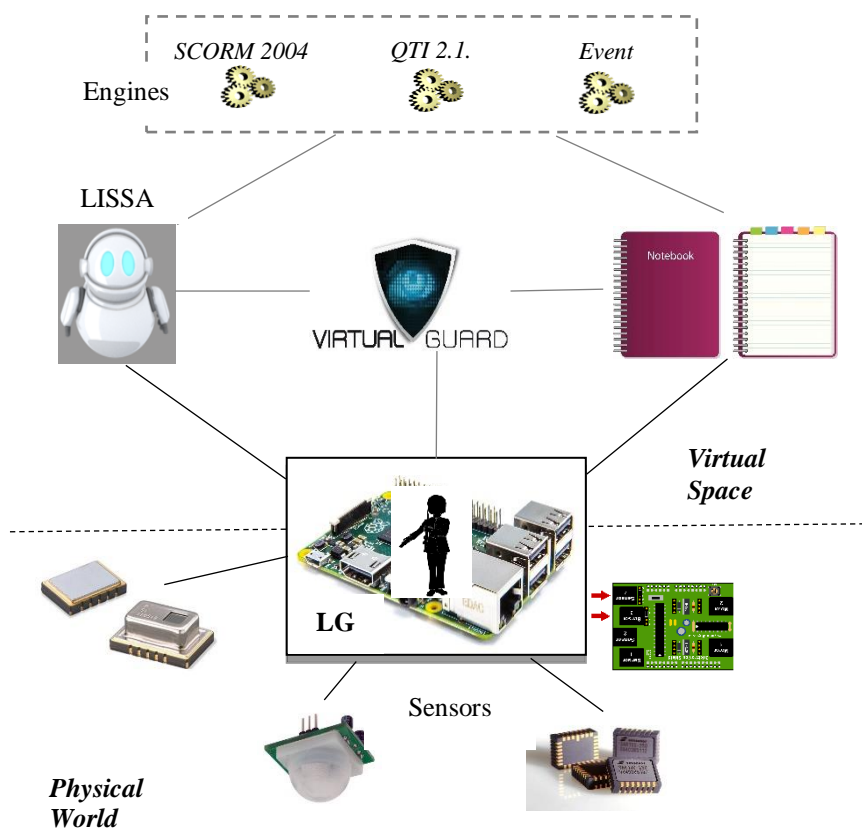 SCORM 2004
QTI 2.1.
Event
Engines
LISSA
Notebook
VIRTUAL GUARD
Virtual
Space
LG
Sensors
Physical
World